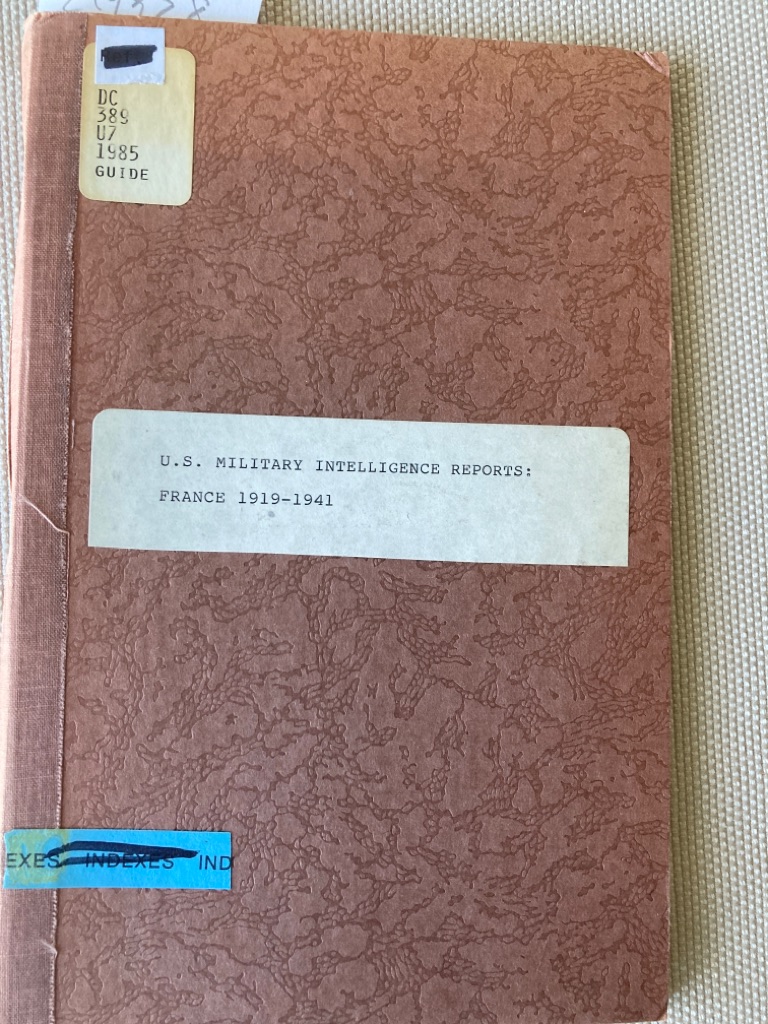 DC
389
U7
1985
GUIDE
U.S. MILITARY INTELLIGENCE REPORTS:
FRANCE 1919-1941
EXES INDEXES IND